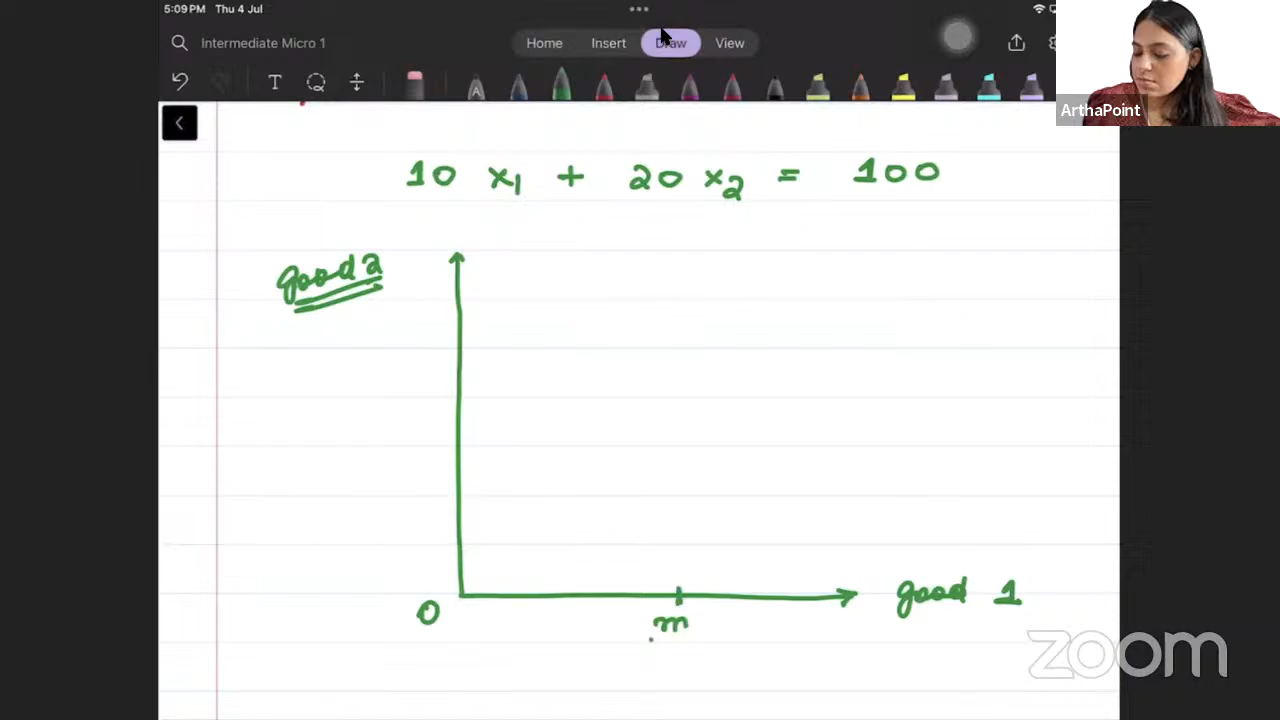 5:09 PM Thu 4 Jul
Intermediate Micro 1
Home Insert Draw View
T
A
ArthaPoint
10 x₁ + 20 x₂ = 100
good 2
0
m
good 1
zoom